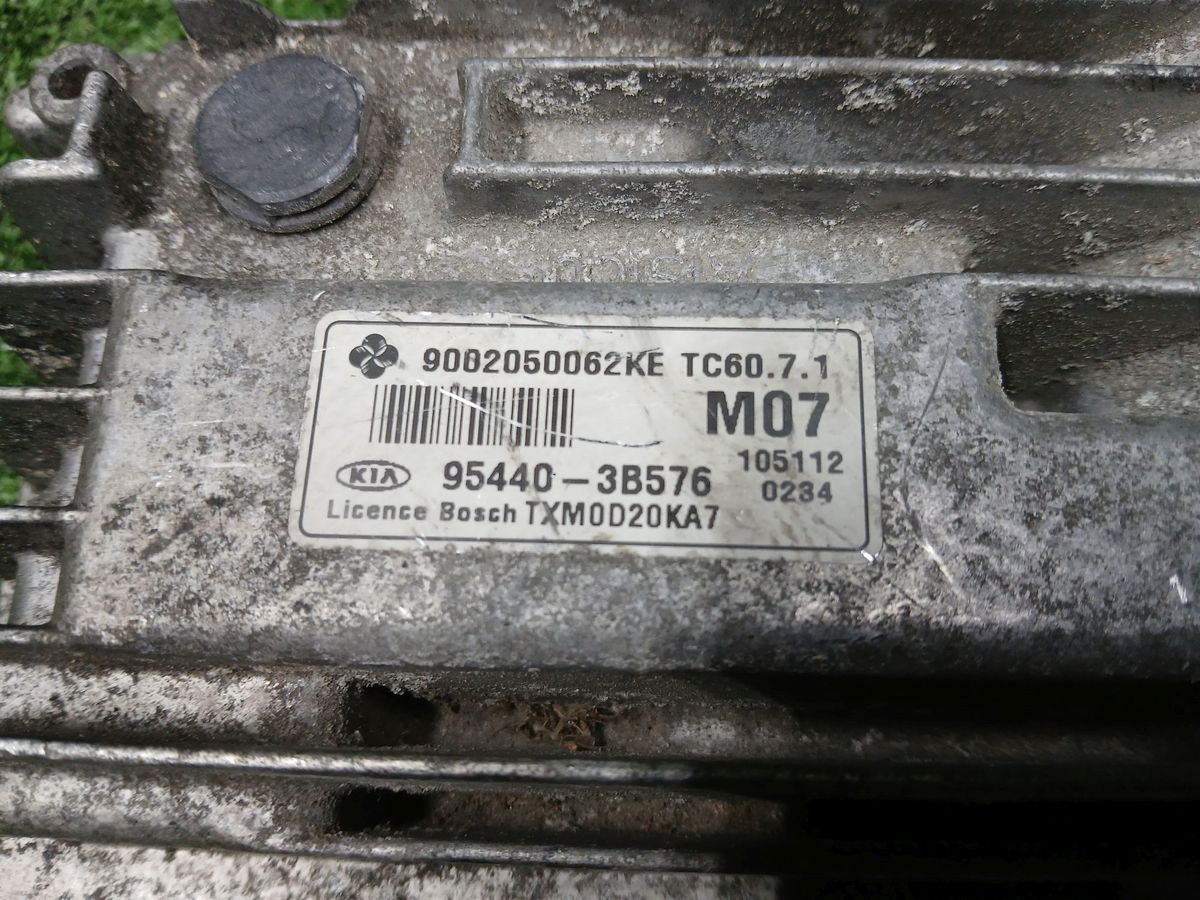 9002050062KE TC60.7.1
M07
105112
KIA 95440-3B576
0234
Licence Bosch TXM0D20KA7